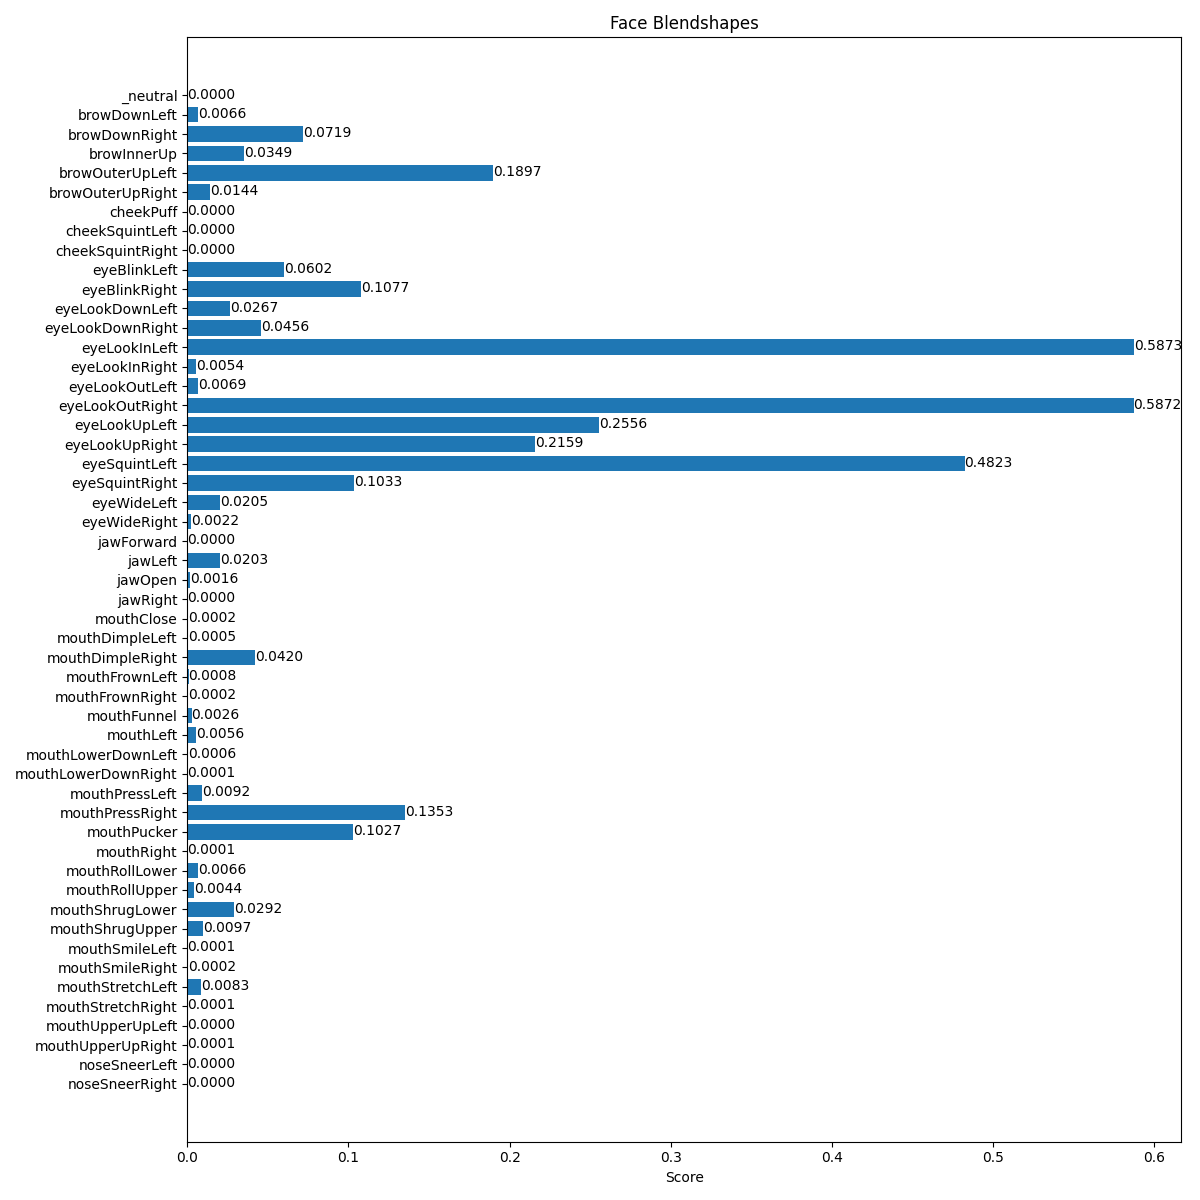 Face Blendshapes
_neutral 0.0000
browDownLeft 0.0066
browDownRight 0.0719
browInnerUp 0.0349
browOuterUpLeft 0.1897
browOuterUpRight 0.0144
cheekPuff 0.0000
cheekSquintLeft 0.0000
cheekSquintRight 0.0000
eyeBlinkLeft 0.0602
eyeBlinkRight 0.1077
eyeLookDownLeft 0.0267
eyeLookDownRight 0.0456
eyeLookInLeft 0.5873
eyeLookInRight 0.0054
eyeLookOutLeft 0.0069
eyeLookOutRight 0.5872
eyeLookUpLeft 0.2556
eyeLookUpRight 0.2159
eyeSquintLeft 0.4823
eyeSquintRight 0.1033
eyeWideLeft 0.0205
eyeWideRight 0.0022
jawForward 0.0000
jawLeft 0.0203
jawOpen 0.0016
jawRight 0.0000
mouthClose 0.0002
mouthDimpleLeft 0.0005
mouthDimpleRight 0.0420
mouthFrownLeft 0.0008
mouthFrownRight 0.0002
mouthFunnel 0.0026
mouthLeft 0.0056
mouthLowerDownLeft 0.0006
mouthLowerDownRight 0.0001
mouthPressLeft 0.0092
mouthPressRight 0.1353
mouthPucker 0.1027
mouthRight 0.0001
mouthRollLower 0.0066
mouthRollUpper 0.0044
mouthShrugLower 0.0292
mouthShrugUpper 0.0097
mouthSmileLeft 0.0001
mouthSmileRight 0.0002
mouthStretchLeft 0.0083
mouthStretchRight 0.0001
mouthUpperUpLeft 0.0000
mouthUpperUpRight 0.0001
noseSneerLeft 0.0000
noseSneerRight 0.0000
0.0 0.1 0.2 0.3 0.4 0.5 0.6
Score